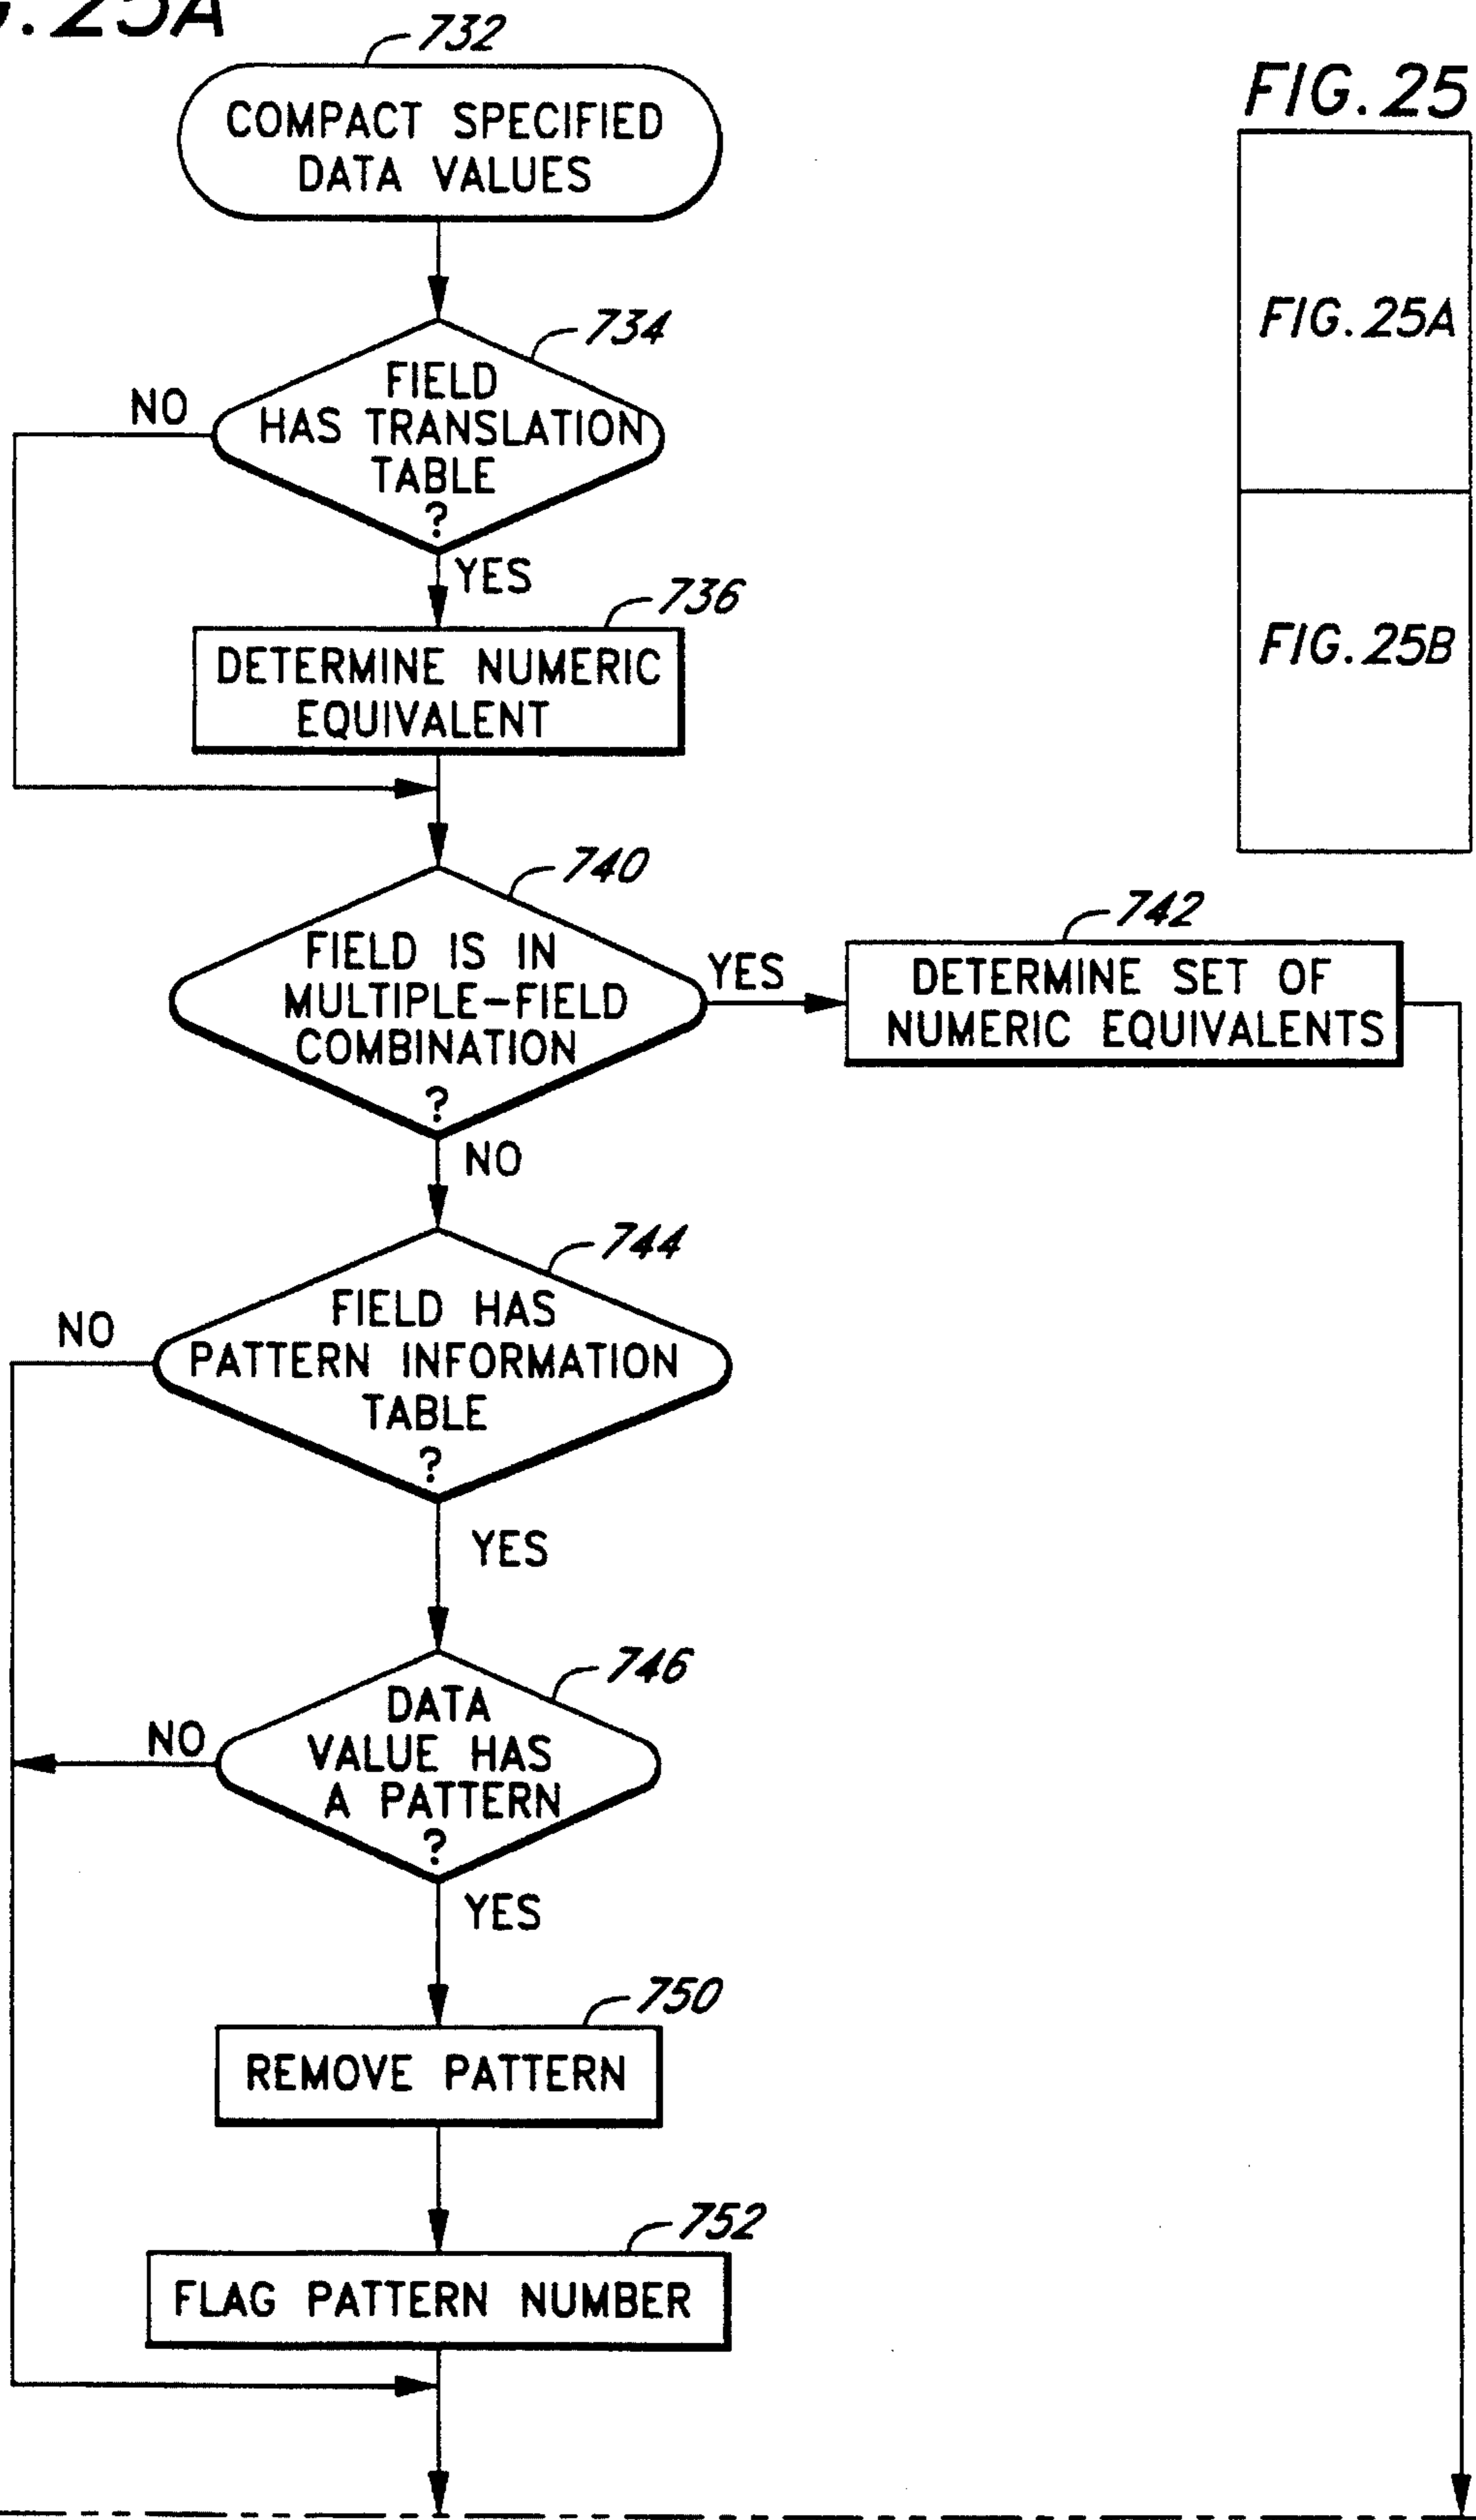 . 25A
732
COMPACT SPECIFIED
DATA VALUES
FIG. 25
FIG. 25A
FIG. 25B
734
FIELD
HAS TRANSLATION
TABLE
?
NO
YES
736
DETERMINE NUMERIC
EQUIVALENT
740
FIELD IS IN
MULTIPLE-FIELD
COMBINATION
?
YES
742
DETERMINE SET OF
NUMERIC EQUIVALENTS
NO
744
FIELD HAS
PATTERN INFORMATION
TABLE
?
NO
YES
746
DATA
VALUE HAS
A PATTERN
?
NO
YES
750
REMOVE PATTERN
752
FLAG PATTERN NUMBER